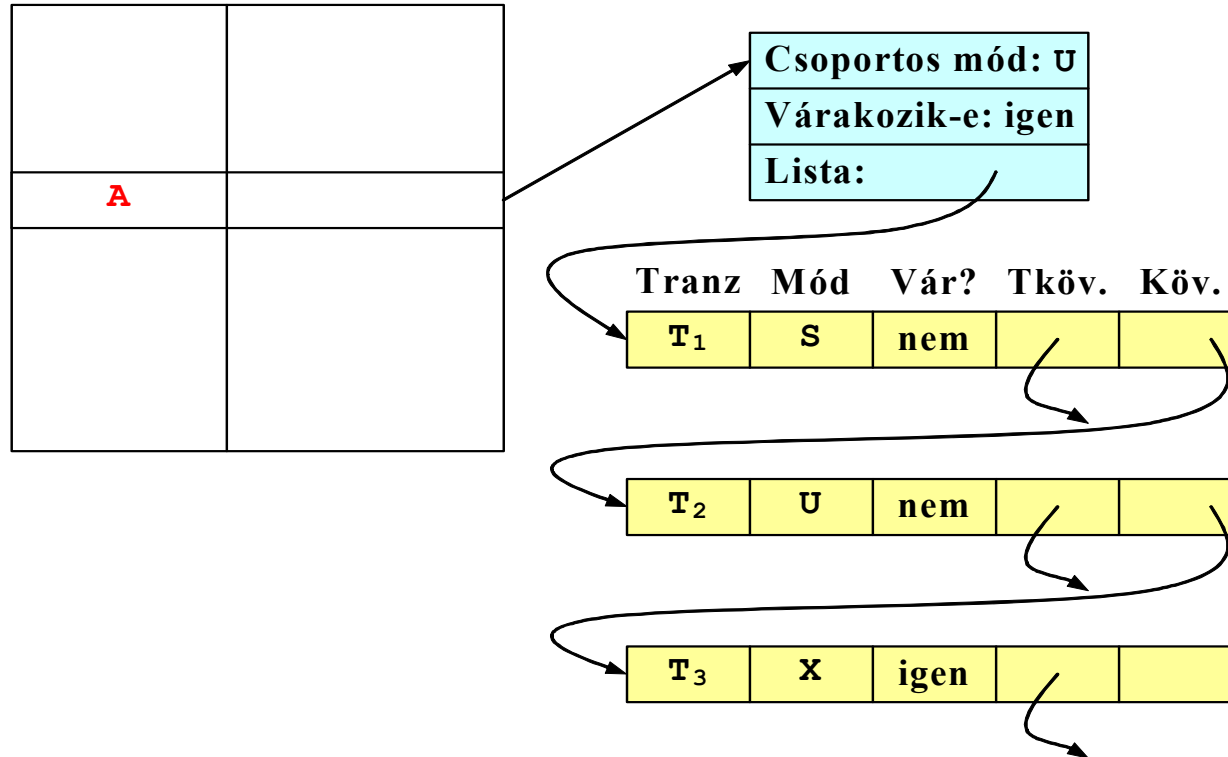 Csoportos mód: U
Várakozik-e: igen
Lista:
A
Tranz Mód Vár? Tköv. Köv.
T₁ S nem
T₂ U nem
T₃ X igen